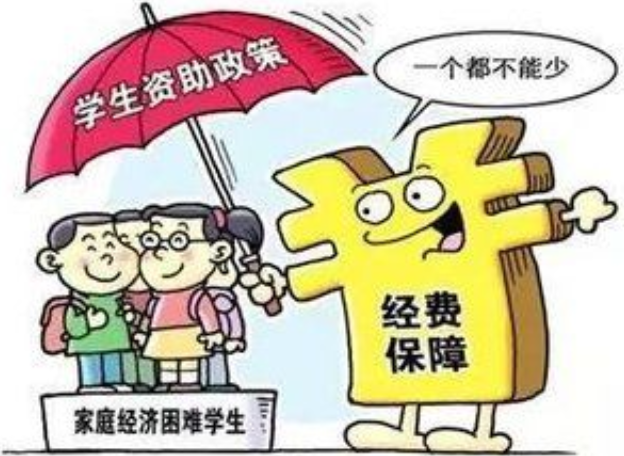 学生资助政策
一个都不能少
经费
保障
家庭经济困难学生